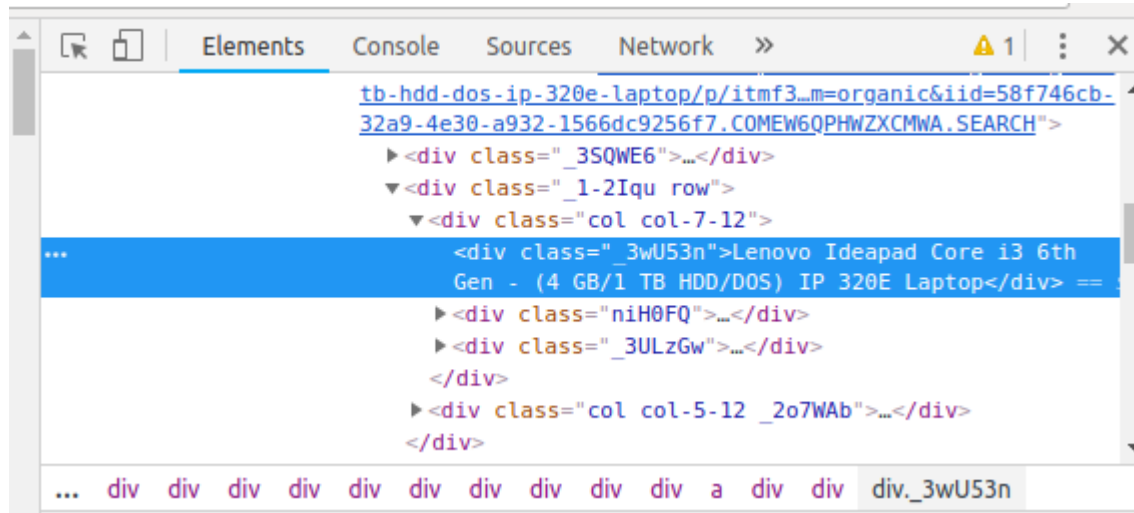 Elements Console Sources Network » 1
tb-hdd-dos-ip-320e-laptop/p/itmf3…m=organic&iid=58f746cb-
32a9-4e30-a932-1566dc9256f7.COMEW6QPHWZXCMWA.SEARCH">
▶<div class="_3SQWE6">…</div>
▼<div class="_1-2Iqu row">
▼<div class="col col-7-12">
... <div class="_3wU53n">Lenovo Ideapad Core i3 6th
Gen - (4 GB/1 TB HDD/DOS) IP 320E Laptop</div> ==
▶<div class="niH0FQ">…</div>
▶<div class="_3ULzGw">…</div>
</div>
▶<div class="col col-5-12 _2o7WAb">…</div>
</div>
... div div div div div div div div div div a div div div._3wU53n